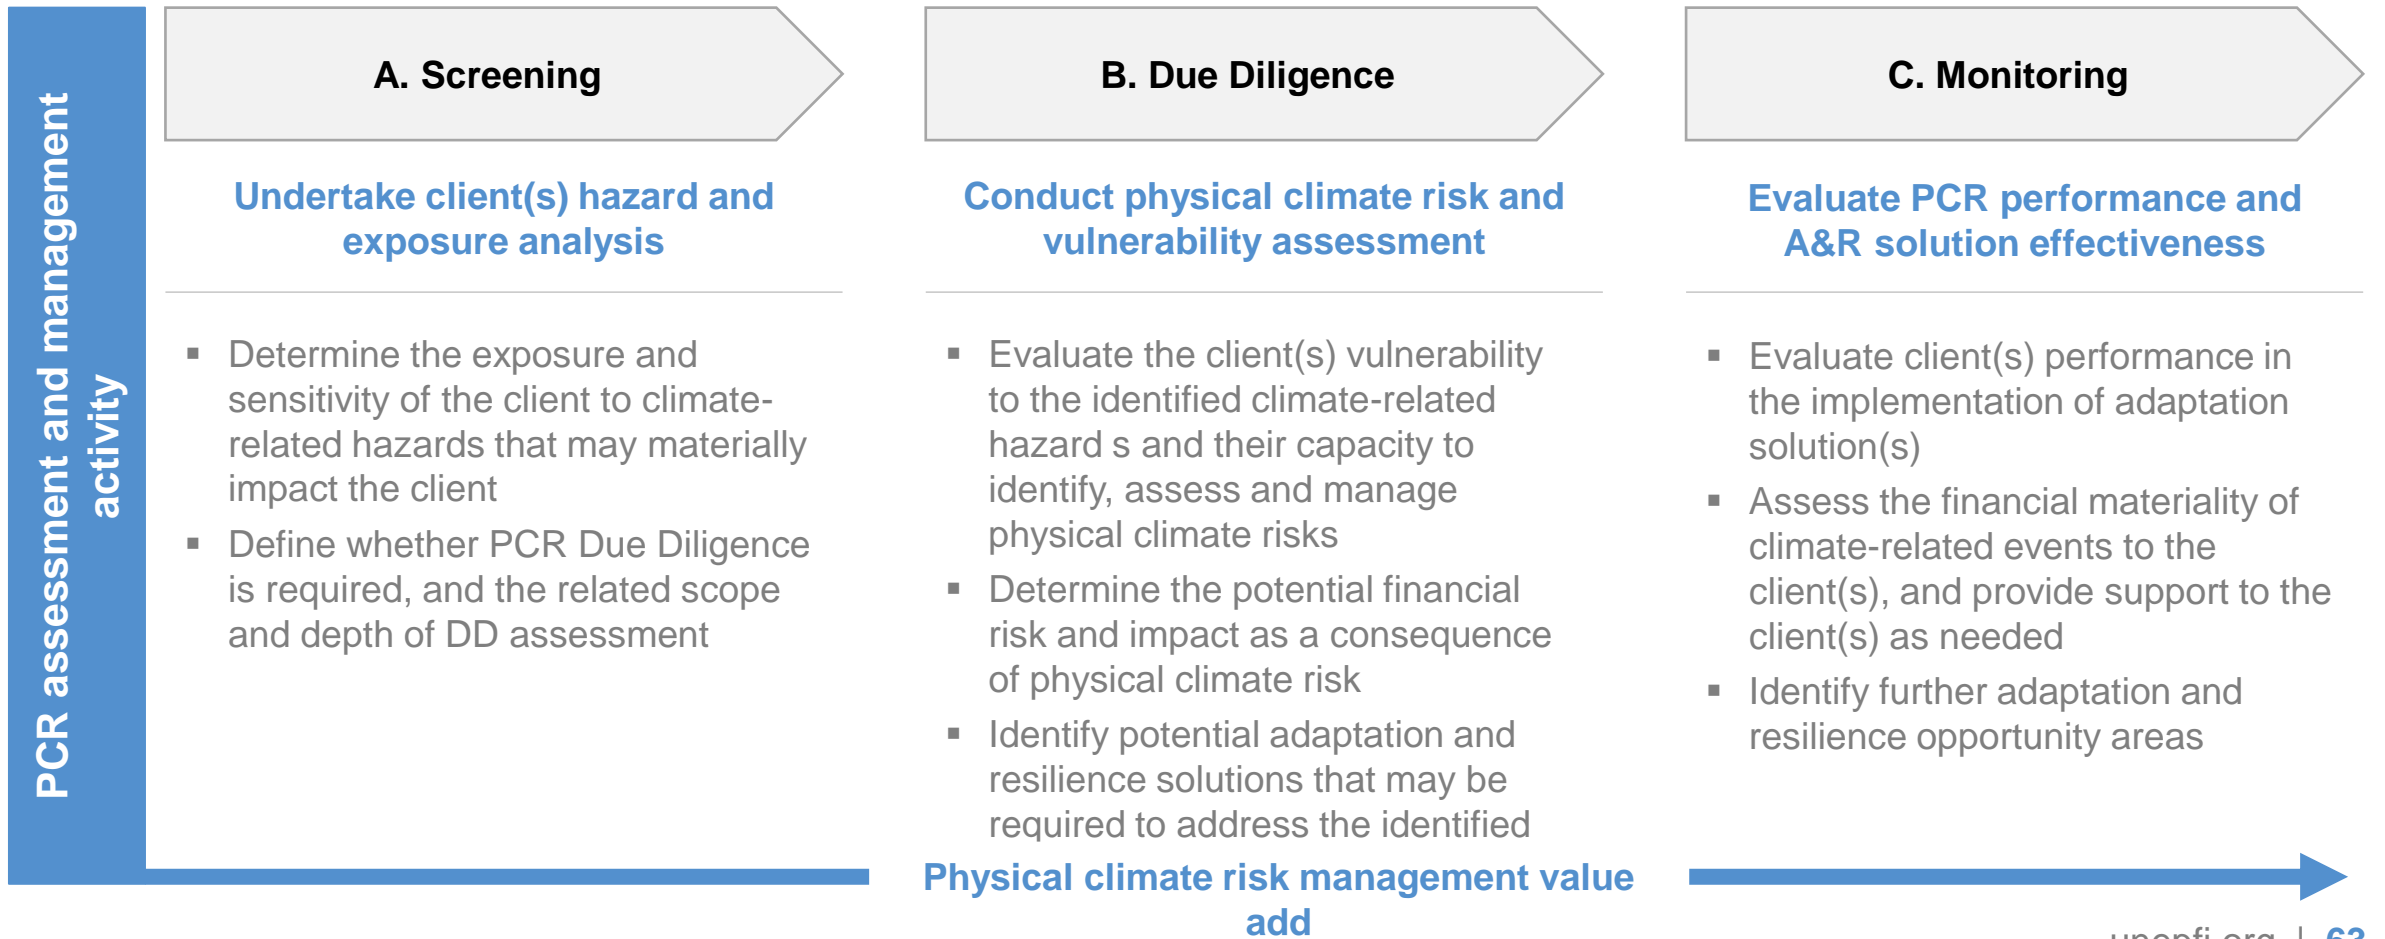 PCR assessment and management
activity
A. Screening
Undertake client(s) hazard and
exposure analysis
▪ Determine the exposure and
sensitivity of the client to climate-
related hazards that may materially
impact the client
▪ Define whether PCR Due Diligence
is required, and the related scope
and depth of DD assessment
B. Due Diligence
Conduct physical climate risk and
vulnerability assessment
▪ Evaluate the client(s) vulnerability
to the identified climate-related
hazard s and their capacity to
identify, assess and manage
physical climate risks
▪ Determine the potential financial
risk and impact as a consequence
of physical climate risk
▪ Identify potential adaptation and
resilience solutions that may be
required to address the identified
C. Monitoring
Evaluate PCR performance and
A&R solution effectiveness
▪ Evaluate client(s) performance in
the implementation of adaptation
solution(s)
▪ Assess the financial materiality of
climate-related events to the
client(s), and provide support to the
client(s) as needed
▪ Identify further adaptation and
resilience opportunity areas
Physical climate risk management value
add
unepfi.org | 63